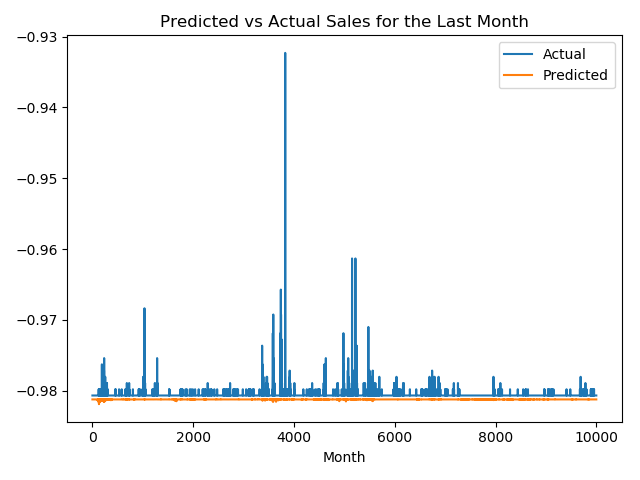 Predicted vs Actual Sales for the Last Month
Actual
Predicted
−0.93
−0.94
−0.95
−0.96
−0.97
−0.98
0 2000 4000 6000 8000 10000
Month